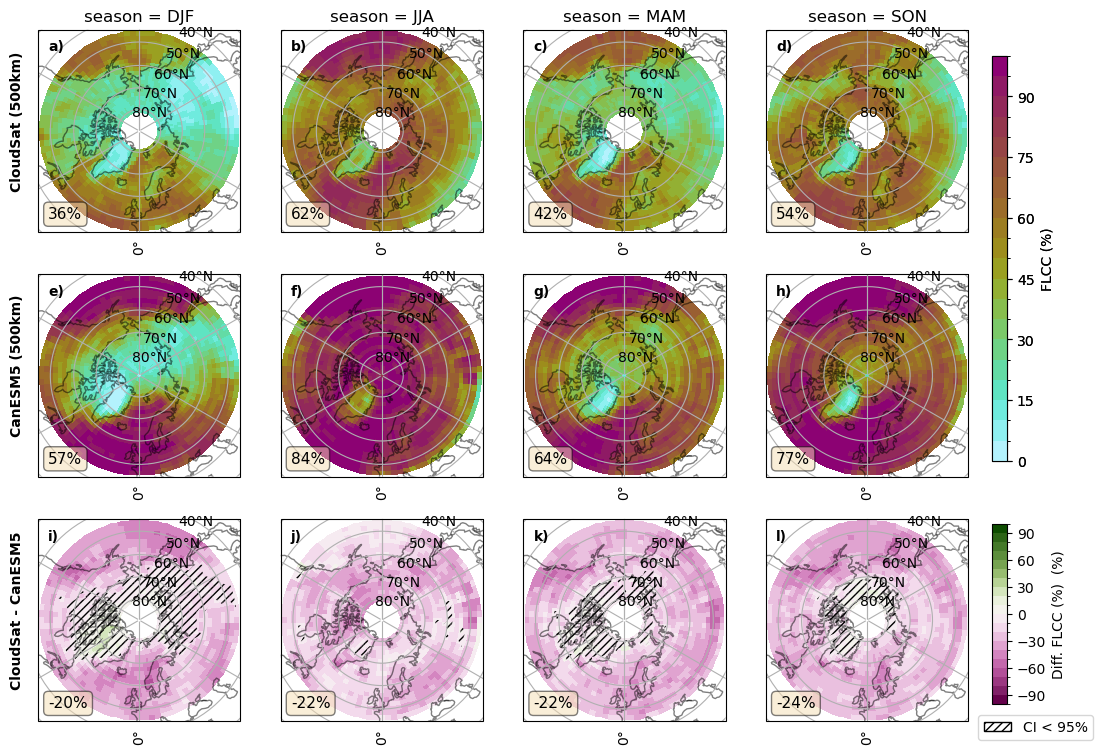 season = DJF
season = JJA
season = MAM
season = SON
CloudSat (500km)
a)
40°N
50°N
60°N
70°N
80°N
36%
0°
b)
40°N
50°N
60°N
70°N
80°N
62%
0°
c)
40°N
50°N
60°N
70°N
80°N
42%
0°
d)
40°N
50°N
60°N
70°N
80°N
54%
0°
CanESM5 (500km)
e)
40°N
50°N
60°N
70°N
80°N
57%
0°
f)
40°N
50°N
60°N
70°N
80°N
84%
0°
g)
40°N
50°N
60°N
70°N
80°N
64%
0°
h)
40°N
50°N
60°N
70°N
80°N
77%
0°
90
75
60
45
30
15
0
FLCC (%)
CloudSat - CanESM5
i)
40°N
50°N
60°N
70°N
80°N
-20%
0°
j)
40°N
50°N
60°N
70°N
80°N
-22%
0°
k)
40°N
50°N
60°N
70°N
80°N
-22%
0°
l)
40°N
50°N
60°N
70°N
80°N
-24%
0°
90
60
30
0
−30
−60
−90
Diff. FLCC (%) (%)
CI < 95%